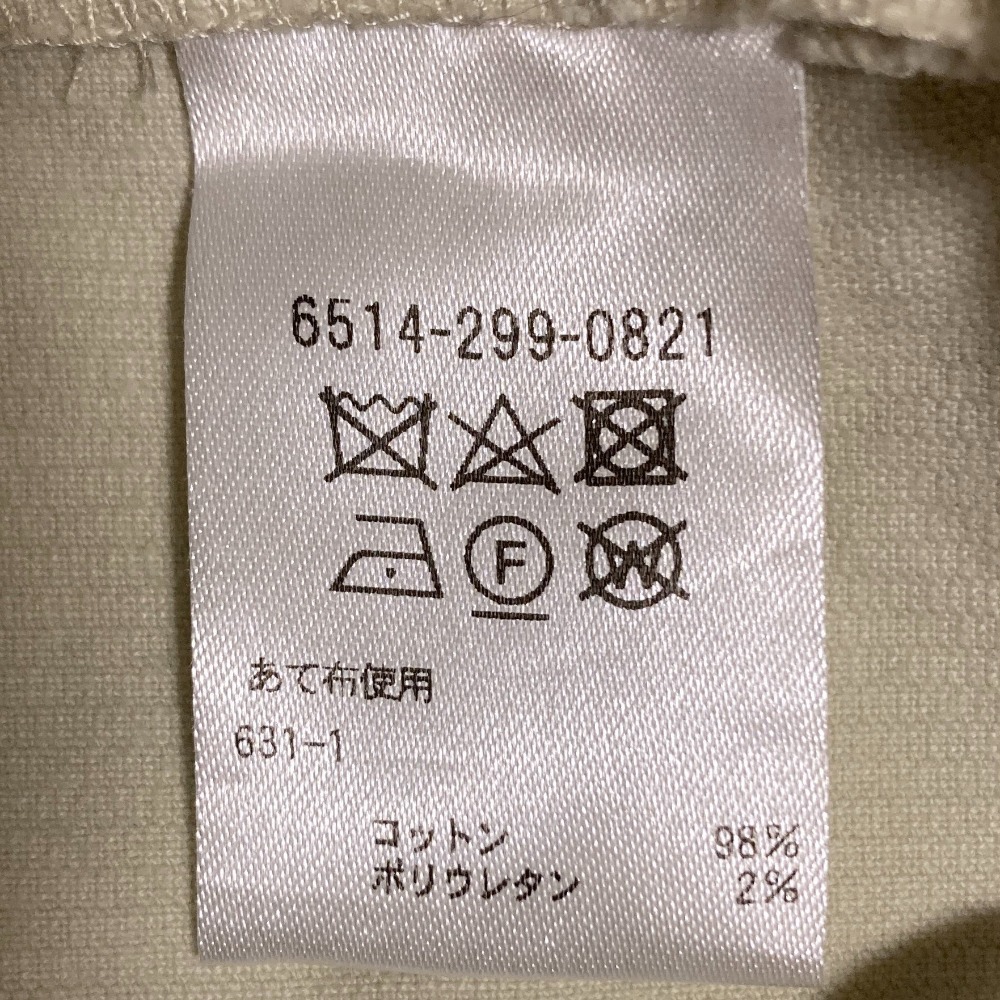 6514-299-0821
F W
あて布使用
631-1
コットン 98%
ポリウレタン 2%